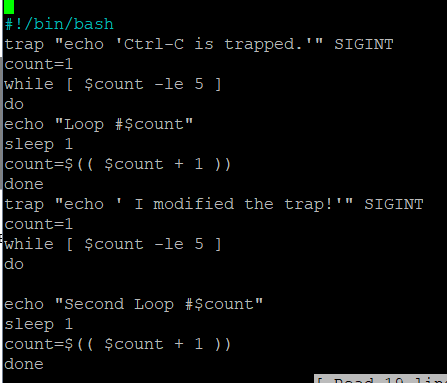 #!/bin/bash
trap "echo 'Ctrl-C is trapped.'" SIGINT
count=1
while [ $count -le 5 ]
do
echo "Loop #$count"
sleep 1
count=$(( $count + 1 ))
done
trap "echo ' I modified the trap!'" SIGINT
count=1
while [ $count -le 5 ]
do
echo "Second Loop #$count"
sleep 1
count=$(( $count + 1 ))
done
[ Read 19